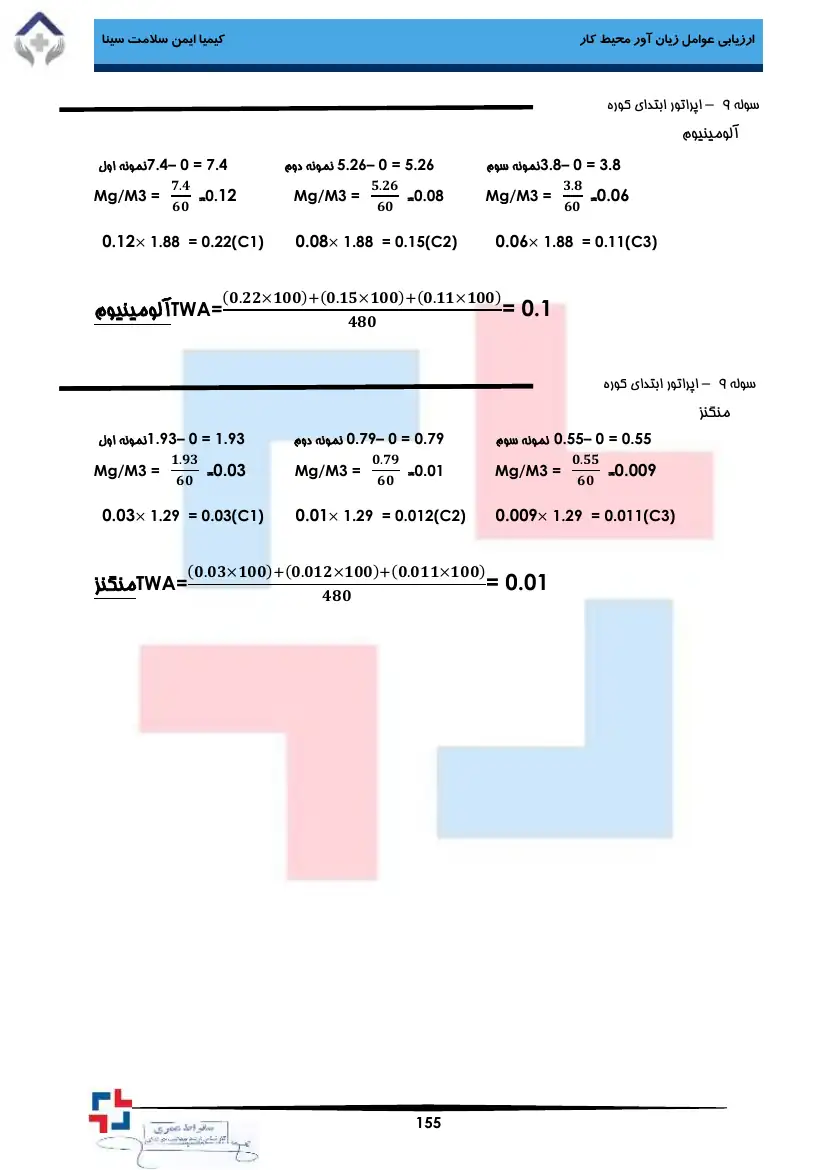 ارزیابی عوامل زیان آور محیط کار کیمیا ایمن سلامت سینا
سوله ۹ – اپراتور ابتدای کوره
آلومینیوم
نمونه اول7.4– 0 = 7.4 نمونه دوم 5.26– 0 = 5.26 نمونه سوم3.8– 0 = 3.8
Mg/M3 = 7.4/60 =0.12 Mg/M3 = 5.26/60 =0.08 Mg/M3 = 3.8/60 =0.06
0.12× 1.88 = 0.22(C1) 0.08× 1.88 = 0.15(C2) 0.06× 1.88 = 0.11(C3)
آلومینیومTWA=(0.22×100)+(0.15×100)+(0.11×100)/480= 0.1
سوله ۹ – اپراتور ابتدای کوره
منگنز
نمونه اول1.93– 0 = 1.93 نمونه دوم 0.79– 0 = 0.79 نمونه سوم 0.55– 0 = 0.55
Mg/M3 = 1.93/60 =0.03 Mg/M3 = 0.79/60 =0.01 Mg/M3 = 0.55/60 =0.009
0.03× 1.29 = 0.03(C1) 0.01× 1.29 = 0.012(C2) 0.009× 1.29 = 0.011(C3)
منگنزTWA=(0.03×100)+(0.012×100)+(0.011×100)/480= 0.01
155